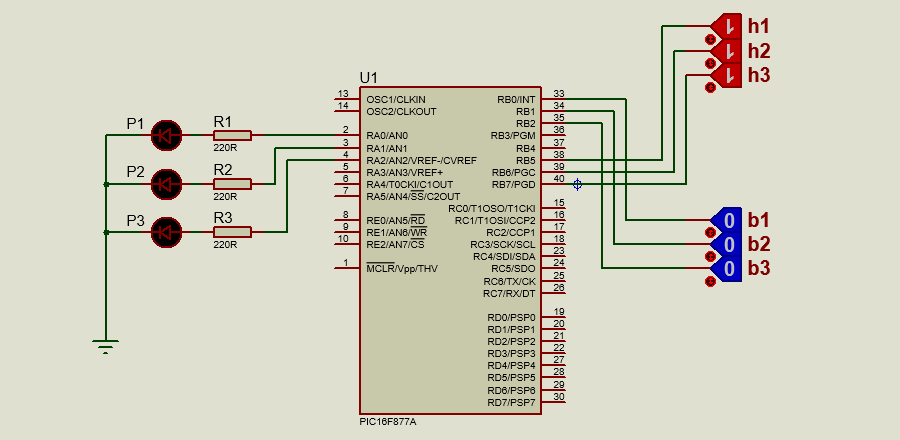 h1
h2
h3
1
1
1
U1
13 OSC1/CLKIN RB0/INT 33
14 OSC2/CLKOUT RB1 34
RB2 35
P1 R1 220R 2 RA0/AN0 RB3/PGM 36
3 RA1/AN1 RB4 37
P2 R2 220R 4 RA2/AN2/VREF-/CVREF RB5 38
5 RA3/AN3/VREF+ RB6/PGC 39
6 RA4/T0CKI/C1OUT RB7/PGD 40
7 RA5/AN4/SS/C2OUT
RC0/T1OSO/T1CKI 15
P3 R3 220R 8 RE0/AN5/RD RC1/T1OSI/CCP2 16
9 RE1/AN6/WR RC2/CCP1 17
10 RE2/AN7/CS RC3/SCK/SCL 18
RC4/SDI/SDA 23
1 MCLR/Vpp/THV RC5/SDO 24
RC6/TX/CK 25
RC7/RX/DT 26
0 b1
0 b2
0 b3
RD0/PSP0 19
RD1/PSP1 20
RD2/PSP2 21
RD3/PSP3 22
RD4/PSP4 27
RD5/PSP5 28
RD6/PSP6 29
RD7/PSP7 30
PIC16F877A